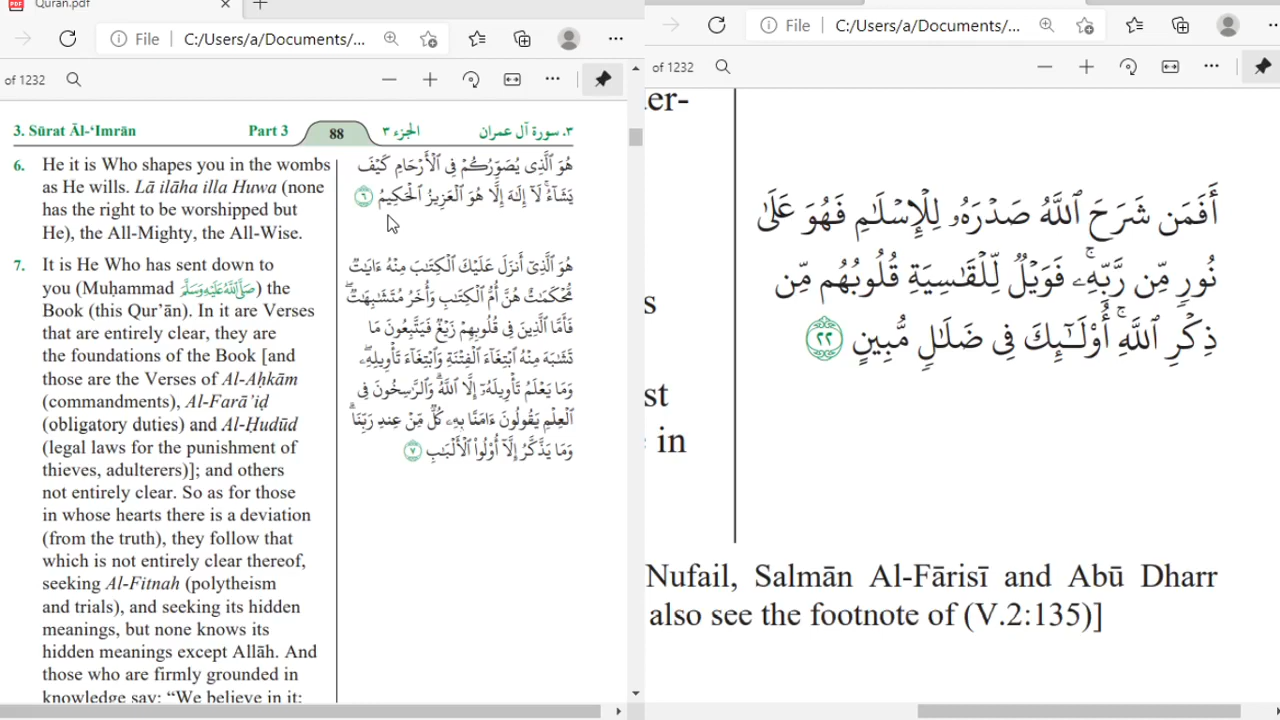 Quran.pdf
File C:/Users/a/Documents/...
of 1232
3. Sūrat Āl-‘Imrān Part 3 88 الجزء ٣ ٣. سورة آل عمران
6. He it is Who shapes you in the wombs
as He wills. Lā ilāha illa Huwa (none
has the right to be worshipped but
He), the All-Mighty, the All-Wise.
هُوَ ٱلَّذِى يُصَوِّرُكُمْ فِى ٱلْأَرْحَامِ كَيْفَ
يَشَآءُ ۚ لَآ إِلَٰهَ إِلَّا هُوَ ٱلْعَزِيزُ ٱلْحَكِيمُ ٦
7. It is He Who has sent down to
you (Muḥammad صلى الله عليه وسلم) the
Book (this Qur’ān). In it are Verses
that are entirely clear, they are
the foundations of the Book [and
those are the Verses of Al-Aḥkām
(commandments), Al-Farā’iḍ
(obligatory duties) and Al-Ḥudūd
(legal laws for the punishment of
thieves, adulterers)]; and others
not entirely clear. So as for those
in whose hearts there is a deviation
(from the truth), they follow that
which is not entirely clear thereof,
seeking Al-Fitnah (polytheism
and trials), and seeking its hidden
meanings, but none knows its
hidden meanings except Allāh. And
those who are firmly grounded in
knowledge say: “We believe in it;
هُوَ ٱلَّذِىٓ أَنزَلَ عَلَيْكَ ٱلْكِتَٰبَ مِنْهُ ءَايَٰتٌ
مُّحْكَمَٰتٌ هُنَّ أُمُّ ٱلْكِتَٰبِ وَأُخَرُ مُتَشَٰبِهَٰتٌ ۖ
فَأَمَّا ٱلَّذِينَ فِى قُلُوبِهِمْ زَيْغٌ فَيَتَّبِعُونَ مَا
تَشَٰبَهَ مِنْهُ ٱبْتِغَآءَ ٱلْفِتْنَةِ وَٱبْتِغَآءَ تَأْوِيلِهِۦ ۗ
وَمَا يَعْلَمُ تَأْوِيلَهُۥٓ إِلَّا ٱللَّهُ ۗ وَٱلرَّٰسِخُونَ فِى
ٱلْعِلْمِ يَقُولُونَ ءَامَنَّا بِهِۦ كُلٌّ مِّنْ عِندِ رَبِّنَا ۗ
وَمَا يَذَّكَّرُ إِلَّآ أُو۟لُوا۟ ٱلْأَلْبَٰبِ ٧
File C:/Users/a/Documents/...
of 1232
er-
s
st
in
أَفَمَن شَرَحَ ٱللَّهُ صَدْرَهُۥ لِلْإِسْلَٰمِ فَهُوَ عَلَىٰ
نُورٍ مِّن رَّبِّهِۦ ۚ فَوَيْلٌ لِّلْقَٰسِيَةِ قُلُوبُهُم مِّن
ذِكْرِ ٱللَّهِ ۚ أُو۟لَٰٓئِكَ فِى ضَلَٰلٍ مُّبِينٍ ٢٢
Nufail, Salmān Al-Fārisī and Abū Dharr
also see the footnote of (V.2:135)]